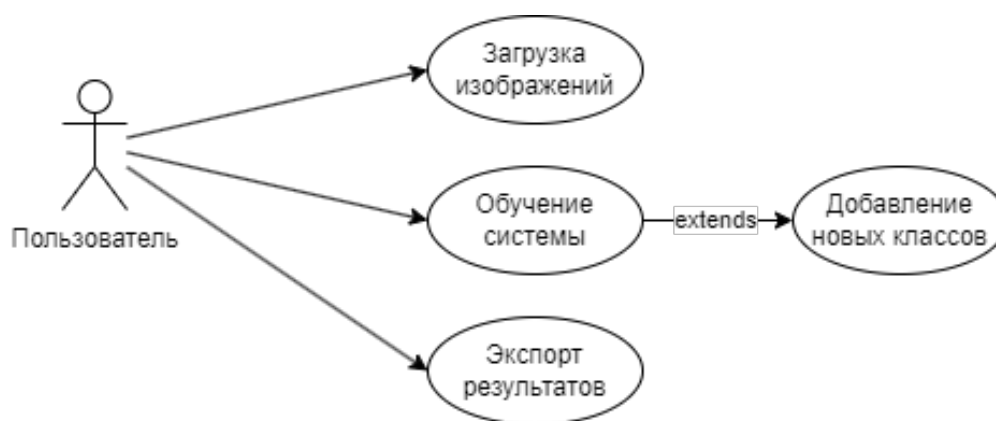 Загрузка
изображений
Пользователь
Обучение
системы
extends
Добавление
новых классов
Экспорт
результатов